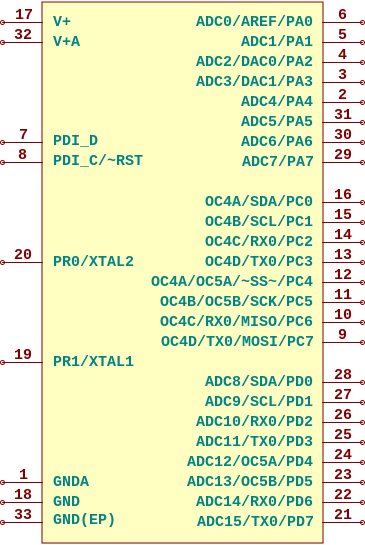 17 V+ ADC0/AREF/PA0 6
32 V+A ADC1/PA1 5
ADC2/DAC0/PA2 4
ADC3/DAC1/PA3 3
ADC4/PA4 2
ADC5/PA5 31
7 PDI_D ADC6/PA6 30
8 PDI_C/~RST ADC7/PA7 29
OC4A/SDA/PC0 16
OC4B/SCL/PC1 15
OC4C/RX0/PC2 14
20 PR0/XTAL2 OC4D/TX0/PC3 13
OC4A/OC5A/~SS~/PC4 12
OC4B/OC5B/SCK/PC5 11
OC4C/RX0/MISO/PC6 10
OC4D/TX0/MOSI/PC7 9
19 PR1/XTAL1
ADC8/SDA/PD0 28
ADC9/SCL/PD1 27
ADC10/RX0/PD2 26
ADC11/TX0/PD3 25
ADC12/OC5A/PD4 24
1 GNDA ADC13/OC5B/PD5 23
18 GND ADC14/RX0/PD6 22
33 GND(EP) ADC15/TX0/PD7 21